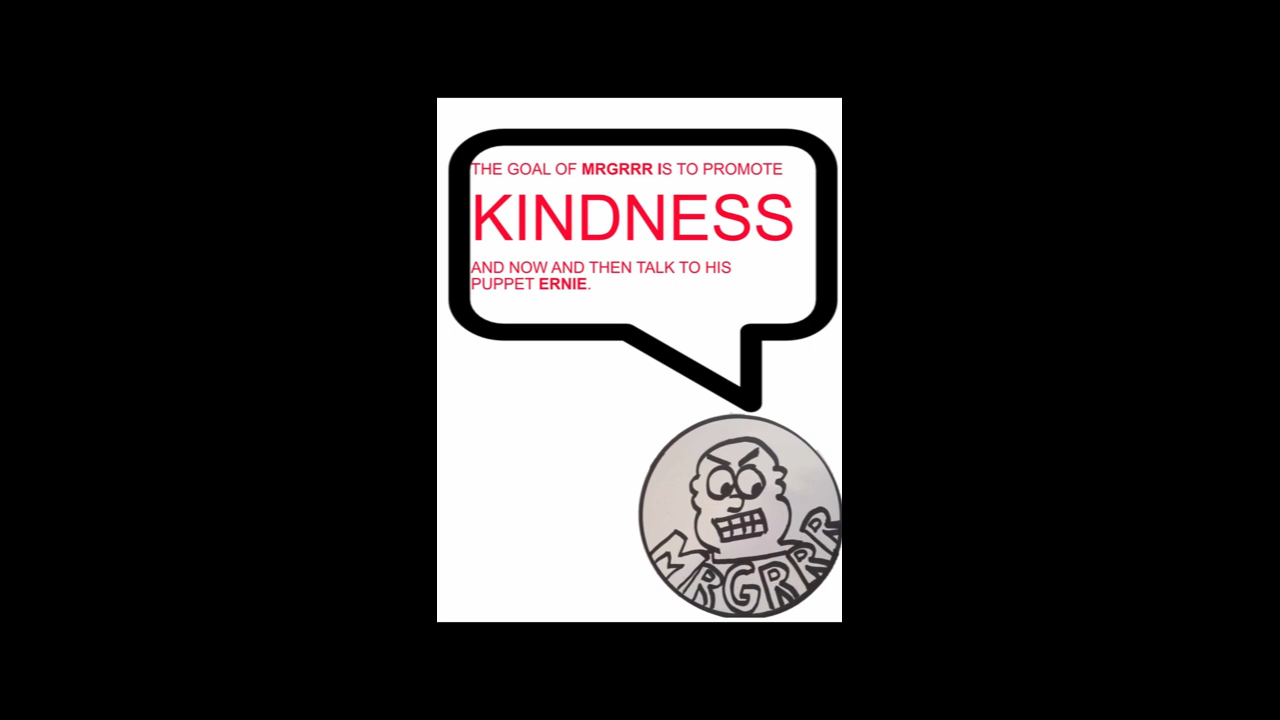 THE GOAL OF MRGRRR IS TO PROMOTE
KINDNESS
AND NOW AND THEN TALK TO HIS
PUPPET ERNIE.
MRGRRR